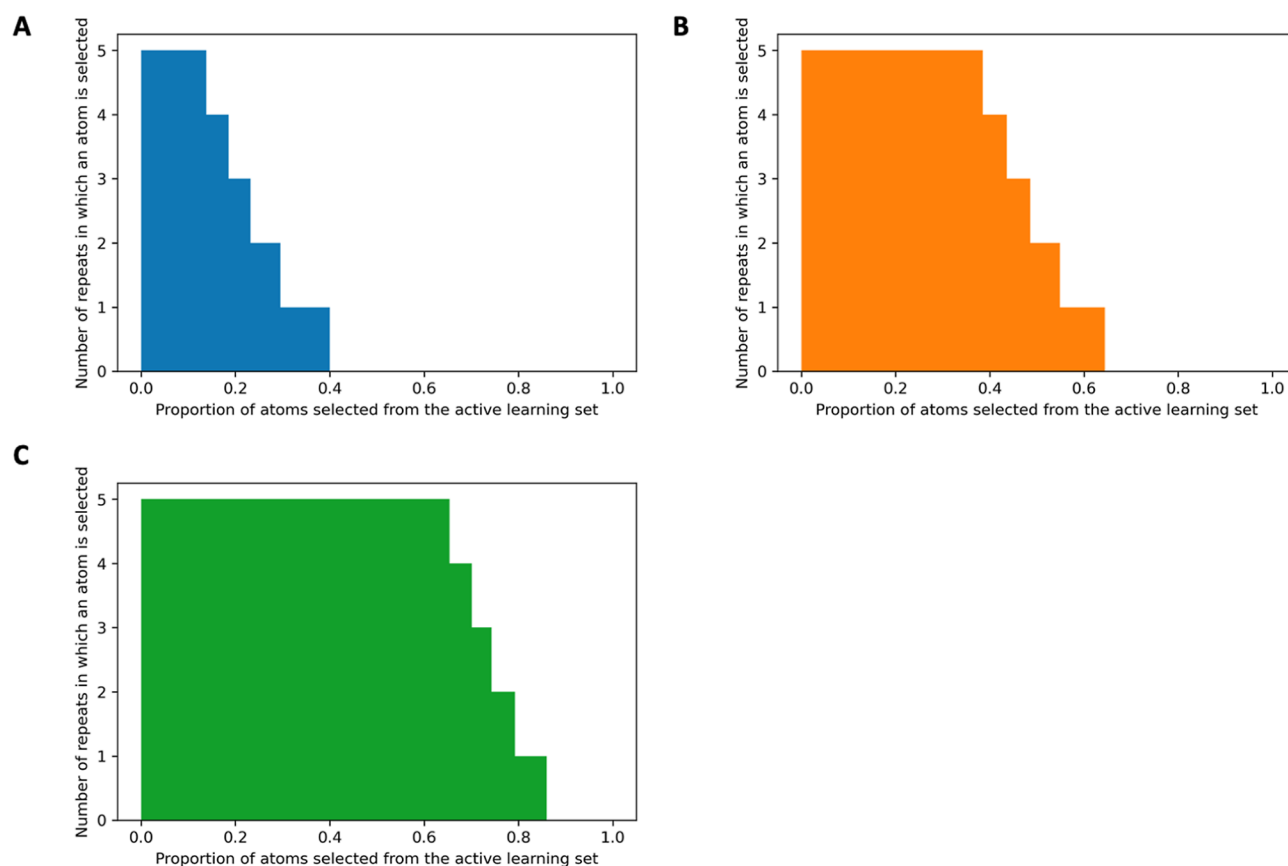 A
Number of repeats in which an atom is selected
5
4
3
2
1
0
0.0 0.2 0.4 0.6 0.8 1.0
Proportion of atoms selected from the active learning set
B
Number of repeats in which an atom is selected
5
4
3
2
1
0
0.0 0.2 0.4 0.6 0.8 1.0
Proportion of atoms selected from the active learning set
C
Number of repeats in which an atom is selected
5
4
3
2
1
0
0.0 0.2 0.4 0.6 0.8 1.0
Proportion of atoms selected from the active learning set